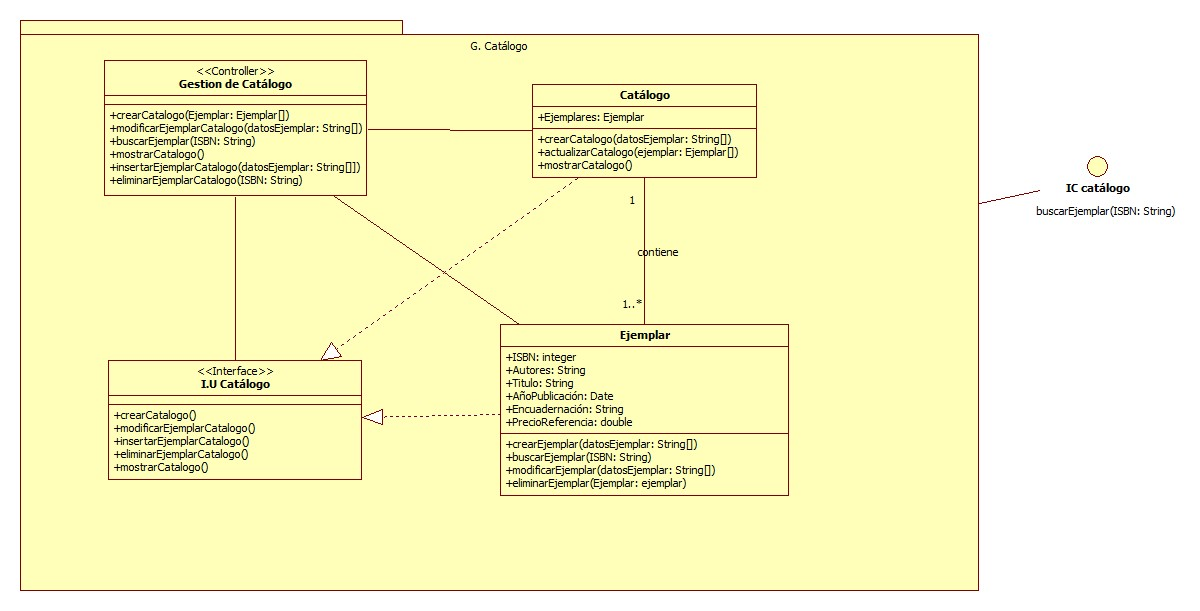 G. Catálogo
<<Controller>>
Gestion de Catálogo
+crearCatalogo(Ejemplar: Ejemplar[])
+modificarEjemplarCatalogo(datosEjemplar: String[])
+buscarEjemplar(ISBN: String)
+mostrarCatalogo()
+insertarEjemplarCatalogo(datosEjemplar: String[]])
+eliminarEjemplarCatalogo(ISBN: String)
Catálogo
+Ejemplares: Ejemplar
+crearCatalogo(datosEjemplar: String[])
+actualizarCatalogo(ejemplar: Ejemplar[])
+mostrarCatalogo()
IC catálogo
buscarEjemplar(ISBN: String)
1
contiene
1..*
<<Interface>>
I.U Catálogo
+crearCatalogo()
+modificarEjemplarCatalogo()
+insertarEjemplarCatalogo()
+eliminarEjemplarCatalogo()
+mostrarCatalogo()
Ejemplar
+ISBN: integer
+Autores: String
+Titulo: String
+AñoPublicación: Date
+Encuadernación: String
+PrecioReferencia: double
+crearEjemplar(datosEjemplar: String[])
+buscarEjemplar(ISBN: String)
+modificarEjemplar(datosEjemplar: String[])
+eliminarEjemplar(Ejemplar: ejemplar)